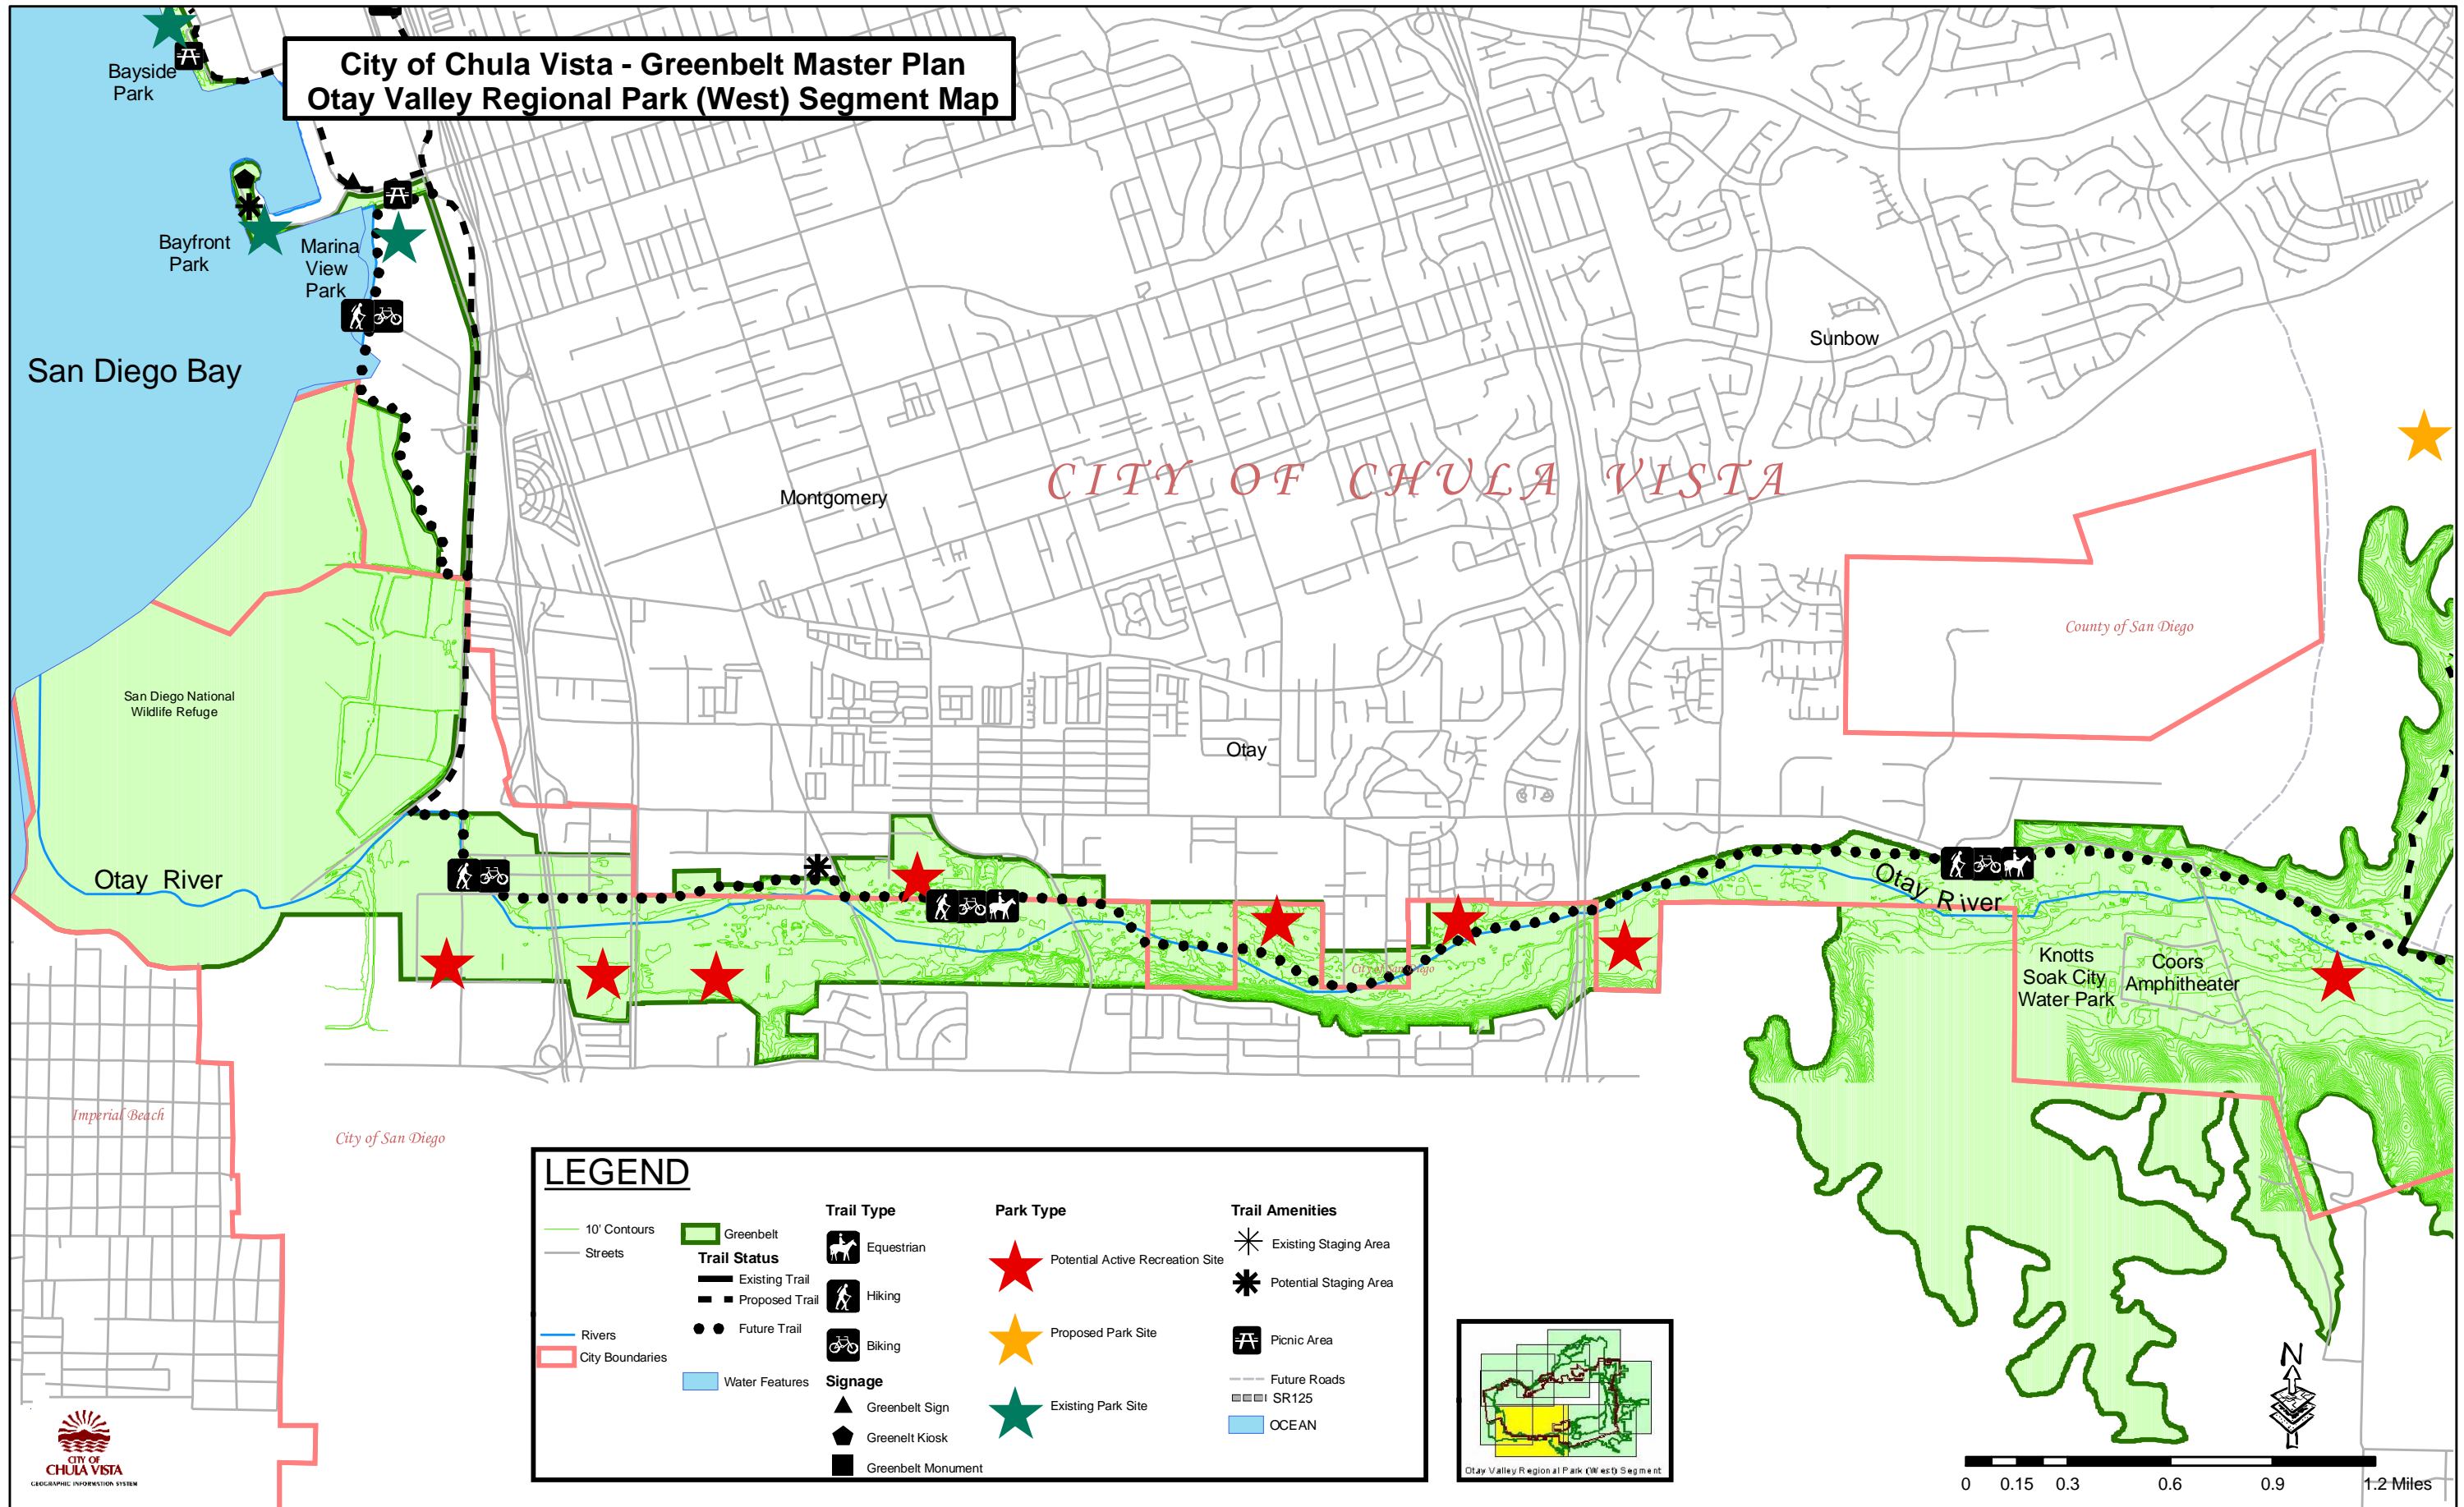 City of Chula Vista - Greenbelt Master Plan
Otay Valley Regional Park (West) Segment Map
Bayside
Park
Bayfront
Park
Marina
View
Park
San Diego Bay
Sunbow
Montgomery
CITY OF CHULA VISTA
County of San Diego
San Diego National
Wildlife Refuge
Otay
Otay River
Otay River
Knotts
Soak City
Water Park
Coors
Amphitheater
City of San Diego
Imperial Beach
City of San Diego
LEGEND
10' Contours
Streets
Rivers
City Boundaries
Greenbelt
Trail Status
Existing Trail
Proposed Trail
Future Trail
Water Features
Trail Type
Equestrian
Hiking
Biking
Signage
Greenbelt Sign
Greenelt Kiosk
Greenbelt Monument
Park Type
Potential Active Recreation Site
Proposed Park Site
Existing Park Site
Trail Amenities
Existing Staging Area
Potential Staging Area
Picnic Area
Future Roads
SR125
OCEAN
Otay Valley Regional Park (West) Segment
N
0 0.15 0.3 0.6 0.9 1.2 Miles
CITY OF
CHULA VISTA
GEOGRAPHIC INFORMATION SYSTEM